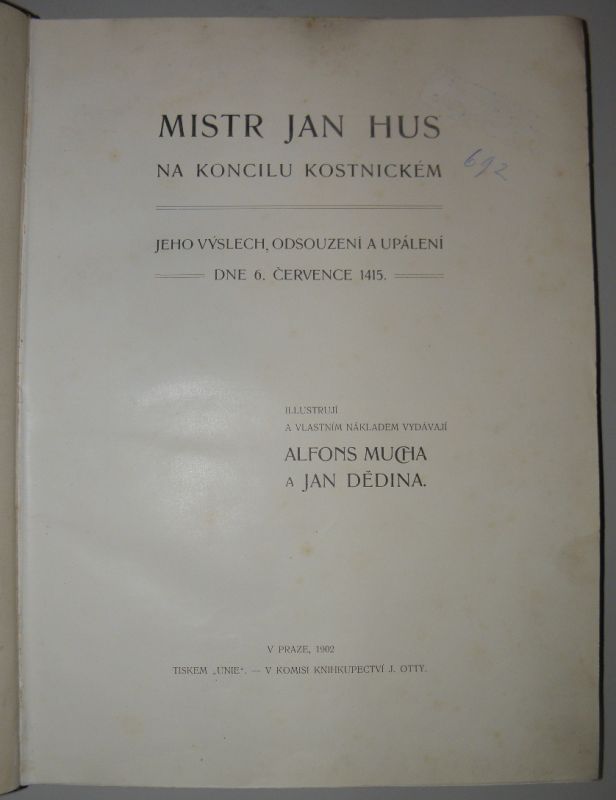 MISTR JAN HUS
NA KONCILU KOSTNICKÉM
692
JEHO VÝSLECH, ODSOUZENÍ A UPÁLENÍ
DNE 6. ČERVENCE 1415.
ILLUSTRUJÍ
A VLASTNÍM NÁKLADEM VYDÁVAJÍ
ALFONS MUCHA
A JAN DĚDINA.
V PRAZE, 1902
TISKEM „UNIE“. — V KOMISI KNIHKUPECTVÍ J. OTTY.